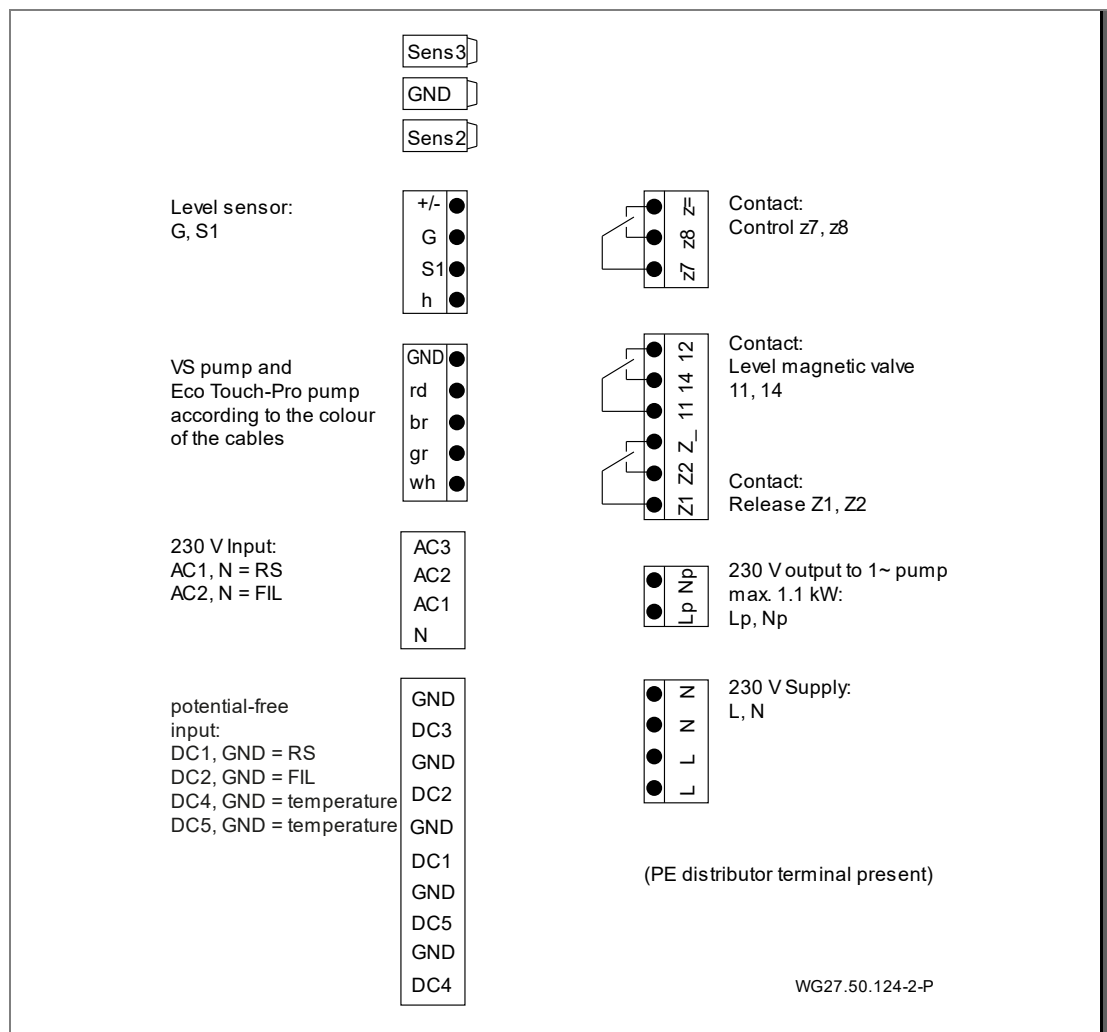 Sens3
GND
Sens2
Level sensor:
G, S1
+/-
G
S1
h
z=
z8
z7
Contact:
Control z7, z8
VS pump and
Eco Touch-Pro pump
according to the colour
of the cables
GND
rd
br
gr
wh
12
14
11
Z_
Z2
Z1
Contact:
Level magnetic valve
11, 14
Contact:
Release Z1, Z2
230 V Input:
AC1, N = RS
AC2, N = FIL
AC3
AC2
AC1
N
Np
Lp
230 V output to 1~ pump
max. 1.1 kW:
Lp, Np
potential-free
input:
DC1, GND = RS
DC2, GND = FIL
DC4, GND = temperature
DC5, GND = temperature
GND
DC3
GND
DC2
GND
DC1
GND
DC5
GND
DC4
N
N
L
L
230 V Supply:
L, N
(PE distributor terminal present)
WG27.50.124-2-P